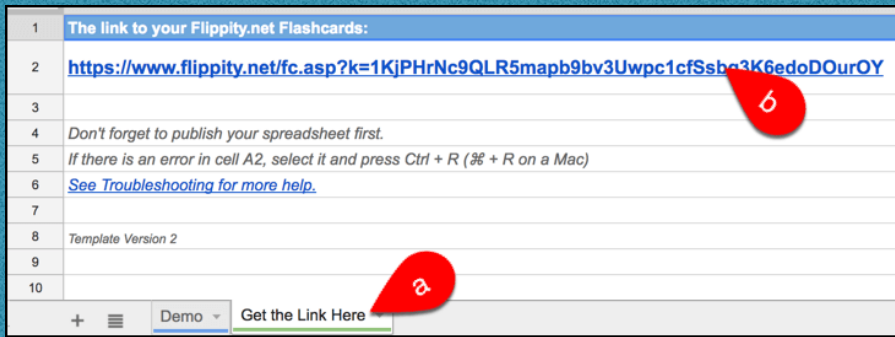 1 The link to your Flippity.net Flashcards:
2 https://www.flippity.net/fc.asp?k=1KjPHrNc9QLR5mapb9bv3Uwpc1cfSsbg3K6edoDOurOY
3
4 Don't forget to publish your spreadsheet first.
5 If there is an error in cell A2, select it and press Ctrl + R (⌘ + R on a Mac)
6 See Troubleshooting for more help.
7
8 Template Version 2
9
10
b
a
+ Demo Get the Link Here